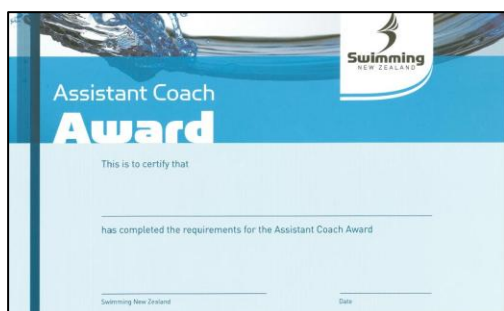 Swimming
NEW ZEALAND
Assistant Coach
Award
This is to certify that
has completed the requirements for the Assistant Coach Award
Swimming New Zealand
Date